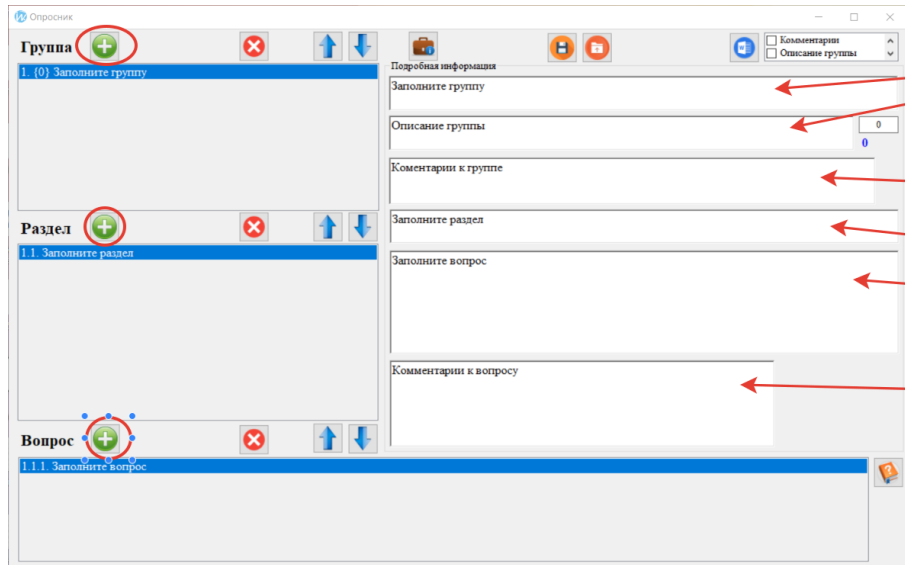 Опросник
Группа
Комментарии
Описание группы
1. {0} Заполните группу
Подробная информация
Заполните группу
Описание группы
0
0
Коментарии к группе
Раздел
Заполните раздел
1.1. Заполните раздел
Заполните вопрос
Комментарии к вопросу
Вопрос
1.1.1. Заполните вопрос